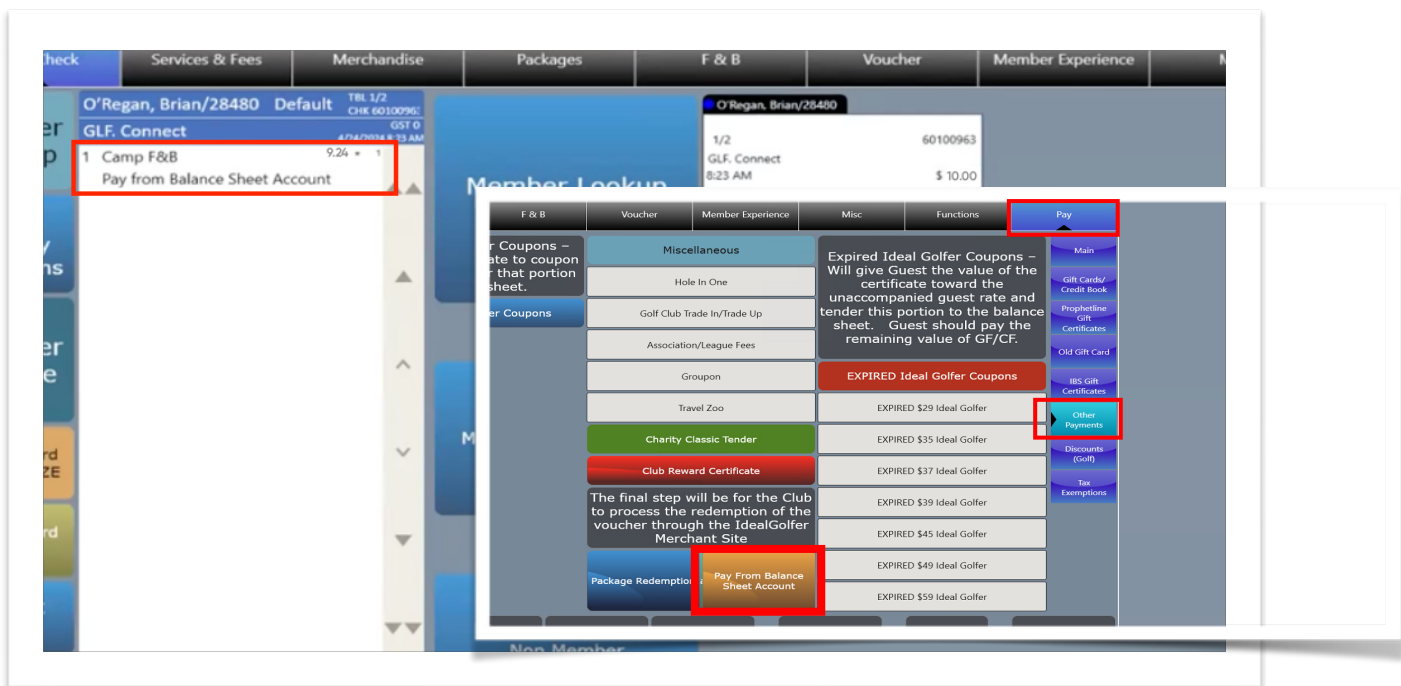 Check
Services & Fees
Merchandise
Packages
F & B
Voucher
Member Experience
O'Regan, Brian/28480 Default TBL 1/2
GLF. Connect
GST 0
4/24/2024 8:23 AM
1 Camp F&B 9.24 * 1
Pay from Balance Sheet Account
Member Lookup
O'Regan, Brian/28480
1/2 60100963
GLF. Connect
8:23 AM $ 10.00
Non Member
F & B
Voucher
Member Experience
Misc
Functions
Pay
r Coupons –
ate to coupon
r that portion
sheet.
er Coupons
Miscellaneous
Hole In One
Golf Club Trade In/Trade Up
Association/League Fees
Groupon
Travel Zoo
Charity Classic Tender
Club Reward Certificate
The final step will be for the Club
to process the redemption of the
voucher through the IdealGolfer
Merchant Site
Package Redemption
Pay From Balance
Sheet Account
Expired Ideal Golfer Coupons –
Will give Guest the value of the
certificate toward the
unaccompanied guest rate and
tender this portion to the balance
sheet. Guest should pay the
remaining value of GF/CF.
EXPIRED Ideal Golfer Coupons
EXPIRED $29 Ideal Golfer
EXPIRED $35 Ideal Golfer
EXPIRED $37 Ideal Golfer
EXPIRED $39 Ideal Golfer
EXPIRED $45 Ideal Golfer
EXPIRED $49 Ideal Golfer
EXPIRED $59 Ideal Golfer
Main
Gift Cards/
Credit Book
Prophetline
Gift
Certificates
Old Gift Card
IBS Gift
Certificates
Other
Payments
Discounts
(Golf)
Tax
Exemptions